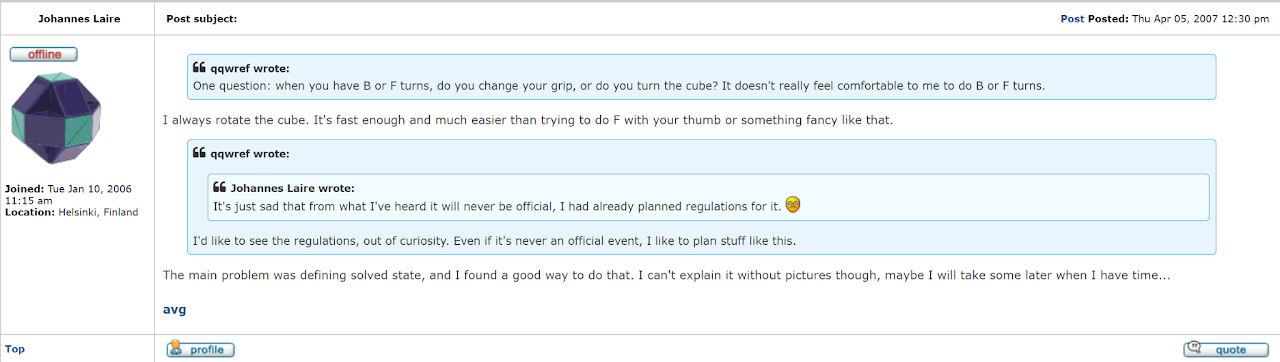 Johannes Laire
Post subject:
Post Posted: Thu Apr 05, 2007 12:30 pm
offline
Joined: Tue Jan 10, 2006
11:15 am
Location: Helsinki, Finland
qqwref wrote:
One question: when you have B or F turns, do you change your grip, or do you turn the cube? It doesn't really feel comfortable to me to do B or F turns.
I always rotate the cube. It's fast enough and much easier than trying to do F with your thumb or something fancy like that.
qqwref wrote:
Johannes Laire wrote:
It's just sad that from what I've heard it will never be official, I had already planned regulations for it.
I'd like to see the regulations, out of curiosity. Even if it's never an official event, I like to plan stuff like this.
The main problem was defining solved state, and I found a good way to do that. I can't explain it without pictures though, maybe I will take some later when I have time...
avg
Top
profile
quote